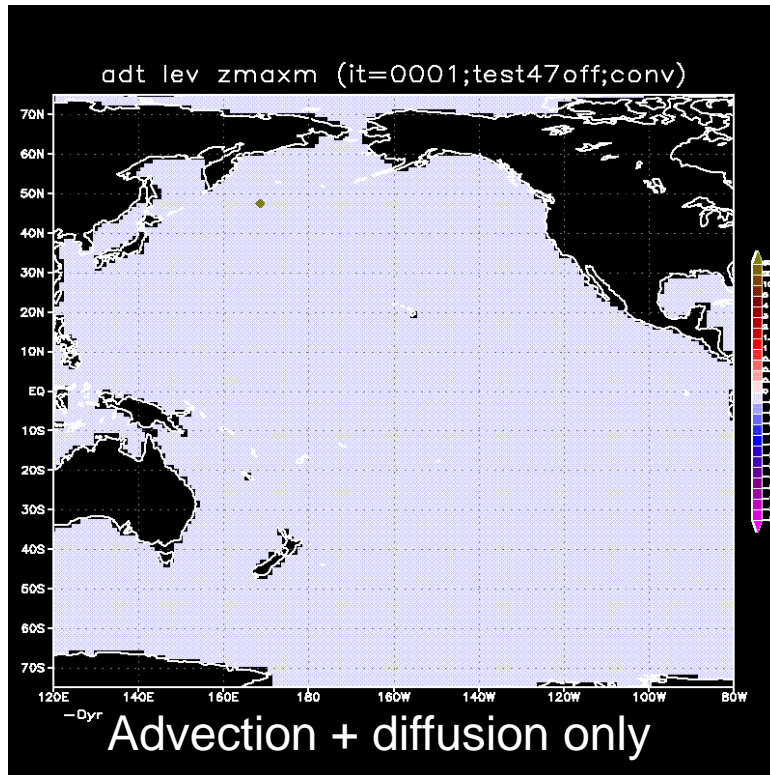 adt lev zmaxm (it=0001;test47off;conv)
70N
60N
50N
40N
30N
20N
10N
EQ
10S
20S
30S
40S
50S
60S
70S
120E 140E 160E 180 160W 140W 120W 100W 80W
-0yr
Advection + diffusion only